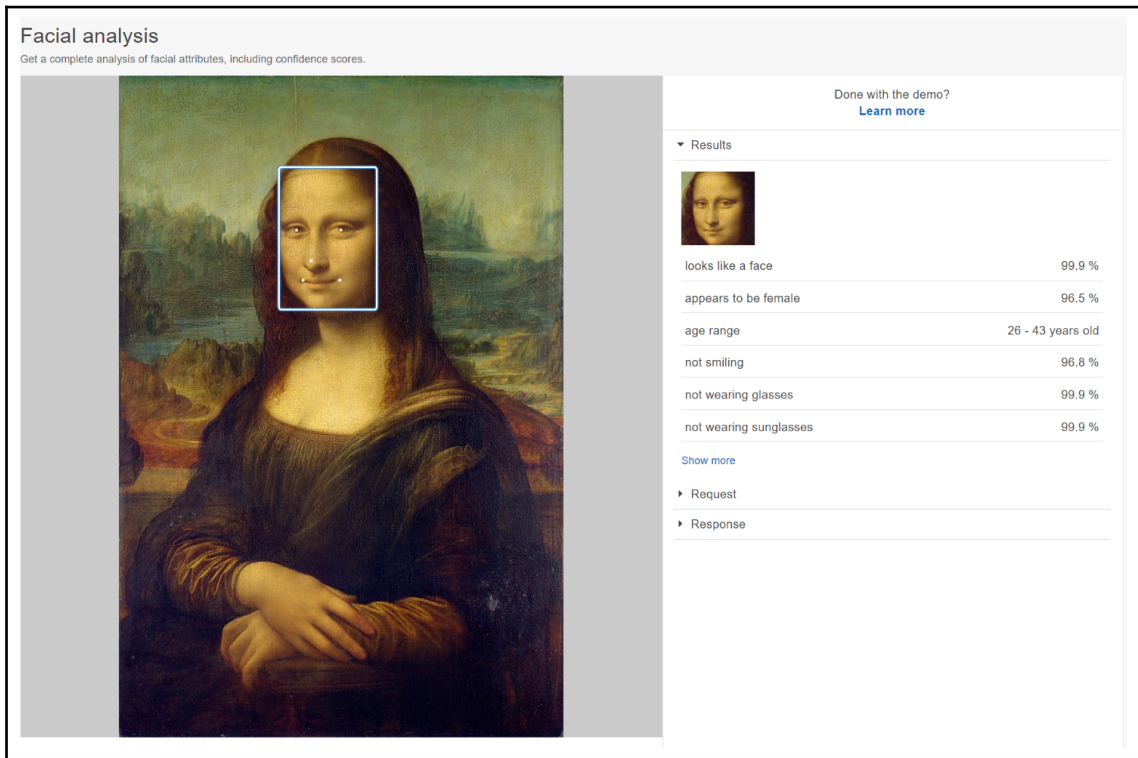 Facial analysis
Get a complete analysis of facial attributes, including confidence scores.
Done with the demo?
Learn more
Results
looks like a face 99.9 %
appears to be female 96.5 %
age range 26 - 43 years old
not smiling 96.8 %
not wearing glasses 99.9 %
not wearing sunglasses 99.9 %
Show more
Request
Response